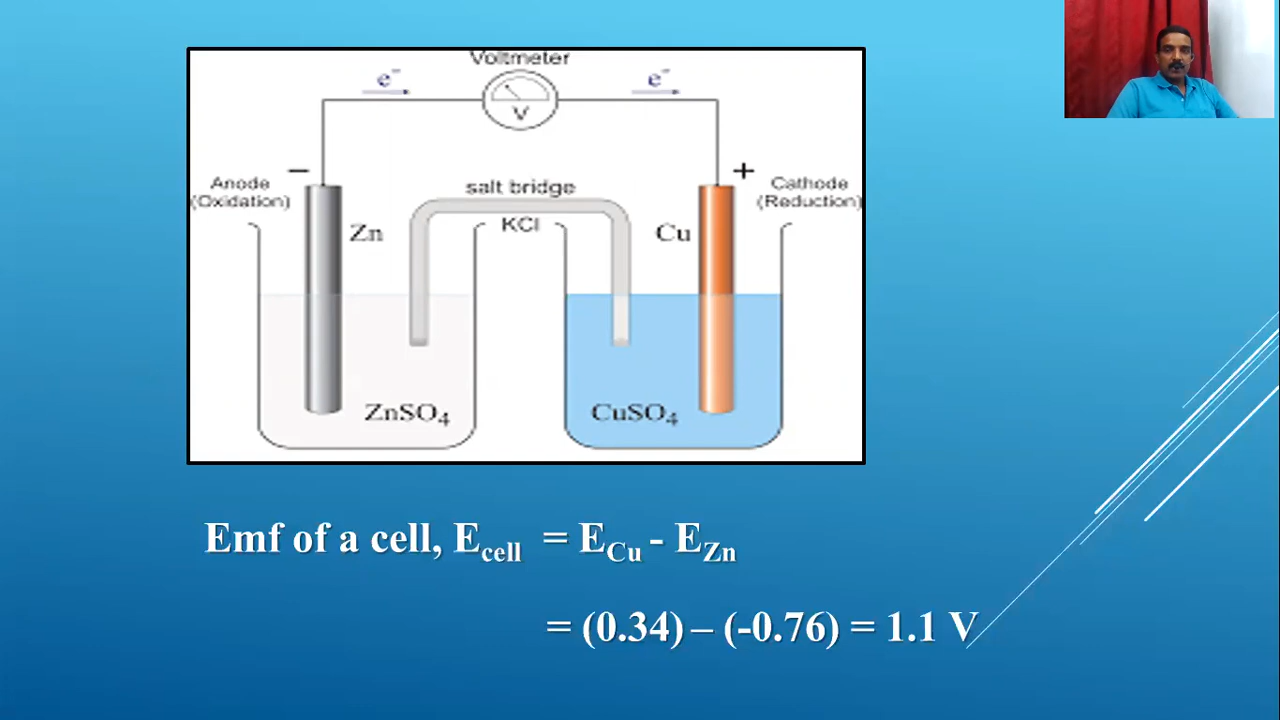 Voltmeter
e⁻
e⁻
V
−
+
Anode
(Oxidation)
salt bridge
Cathode
(Reduction)
Zn
KCl
Cu
ZnSO₄
CuSO₄
Emf of a cell, E_cell = E_Cu - E_Zn
= (0.34) – (-0.76) = 1.1 V